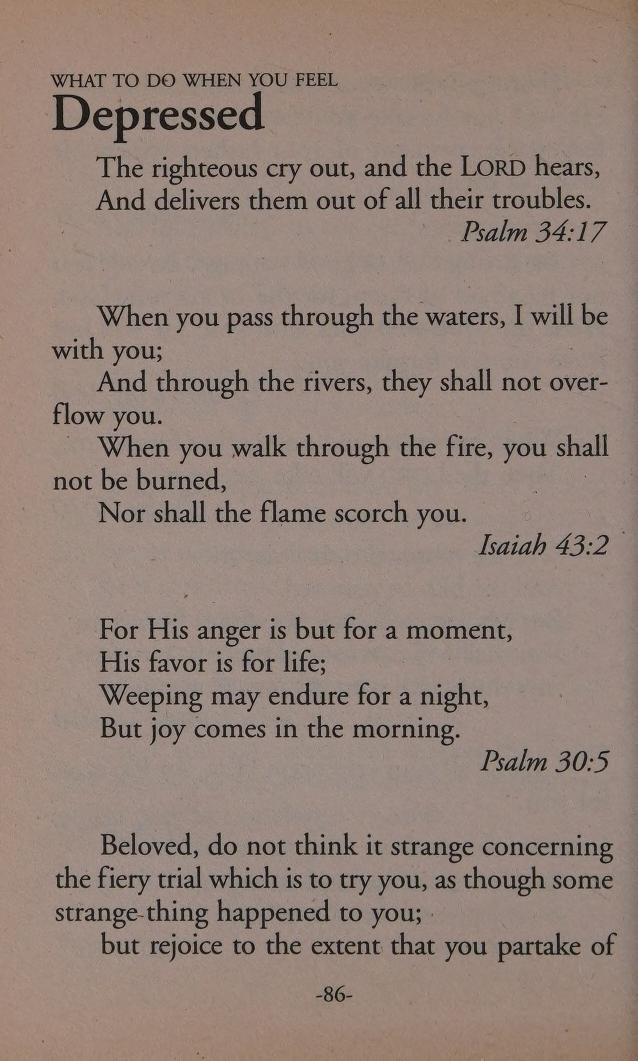 WHAT TO DO WHEN YOU FEEL
Depressed
The righteous cry out, and the LORD hears,
And delivers them out of all their troubles.
Psalm 34:17
When you pass through the waters, I will be
with you;
And through the rivers, they shall not over-
flow you.
When you walk through the fire, you shall
not be burned,
Nor shall the flame scorch you.
Isaiah 43:2
For His anger is but for a moment,
His favor is for life;
Weeping may endure for a night,
But joy comes in the morning.
Psalm 30:5
Beloved, do not think it strange concerning
the fiery trial which is to try you, as though some
strange thing happened to you;
but rejoice to the extent that you partake of
-86-